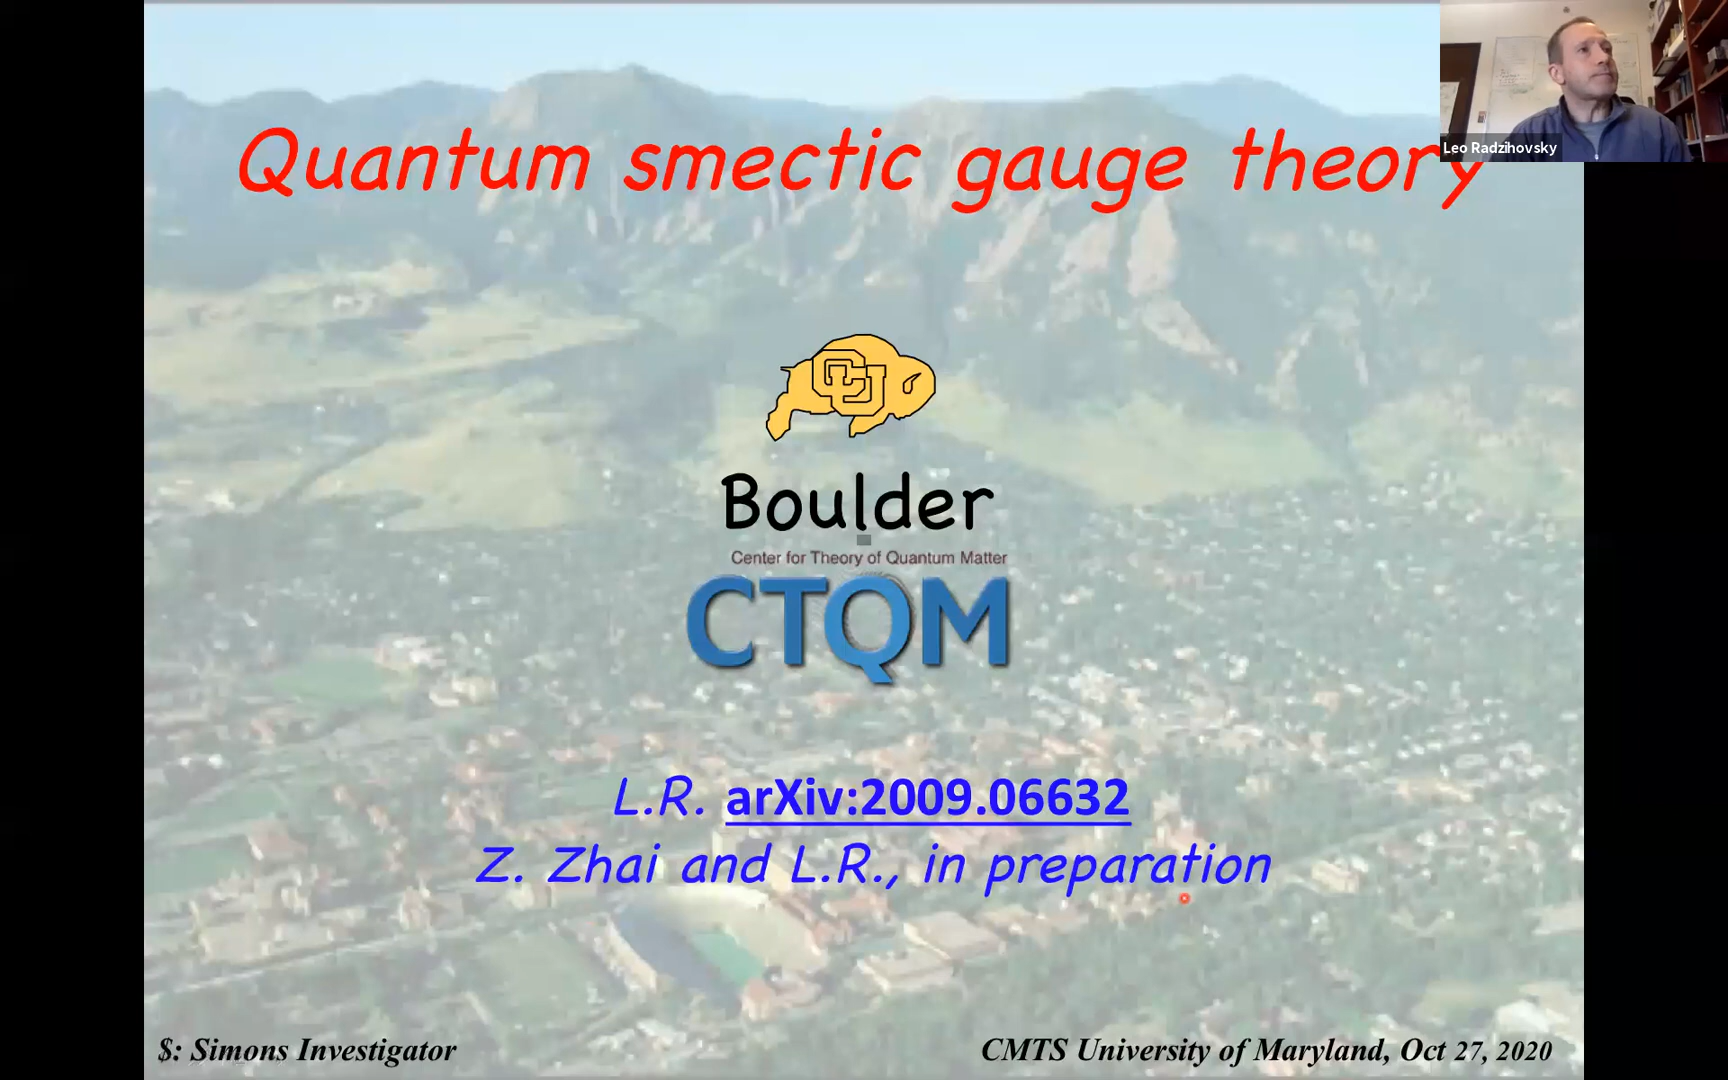 Quantum smectic gauge theory
Leo Radzihovsky
CU
Boulder
Center for Theory of Quantum Matter
CTQM
L.R. arXiv:2009.06632
Z. Zhai and L.R., in preparation
$: Simons Investigator
CMTS University of Maryland, Oct 27, 2020